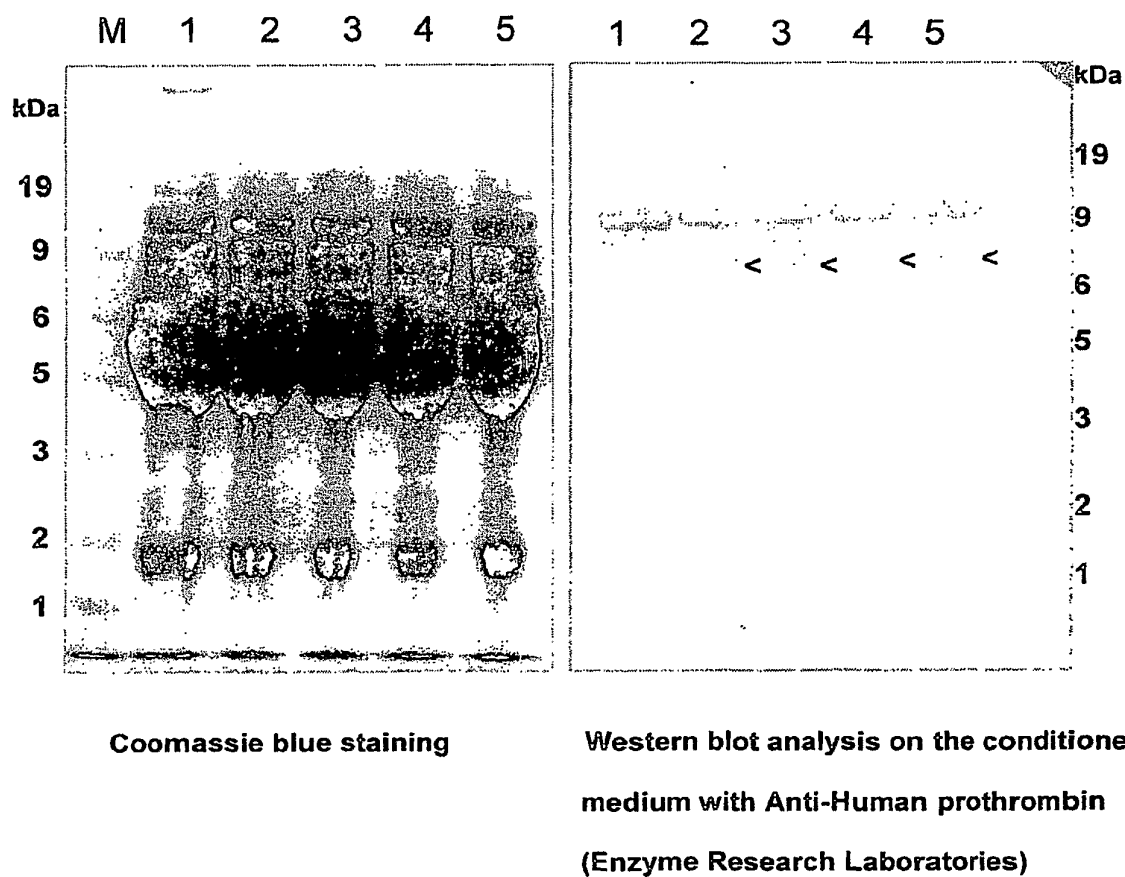 M 1 2 3 4 5
1 2 3 4 5
kDa
19
9
6
5
3
2
1
kDa
19
9
6
5
3
2
1
< < < <
Coomassie blue staining
Western blot analysis on the conditione
medium with Anti-Human prothrombin
(Enzyme Research Laboratories)